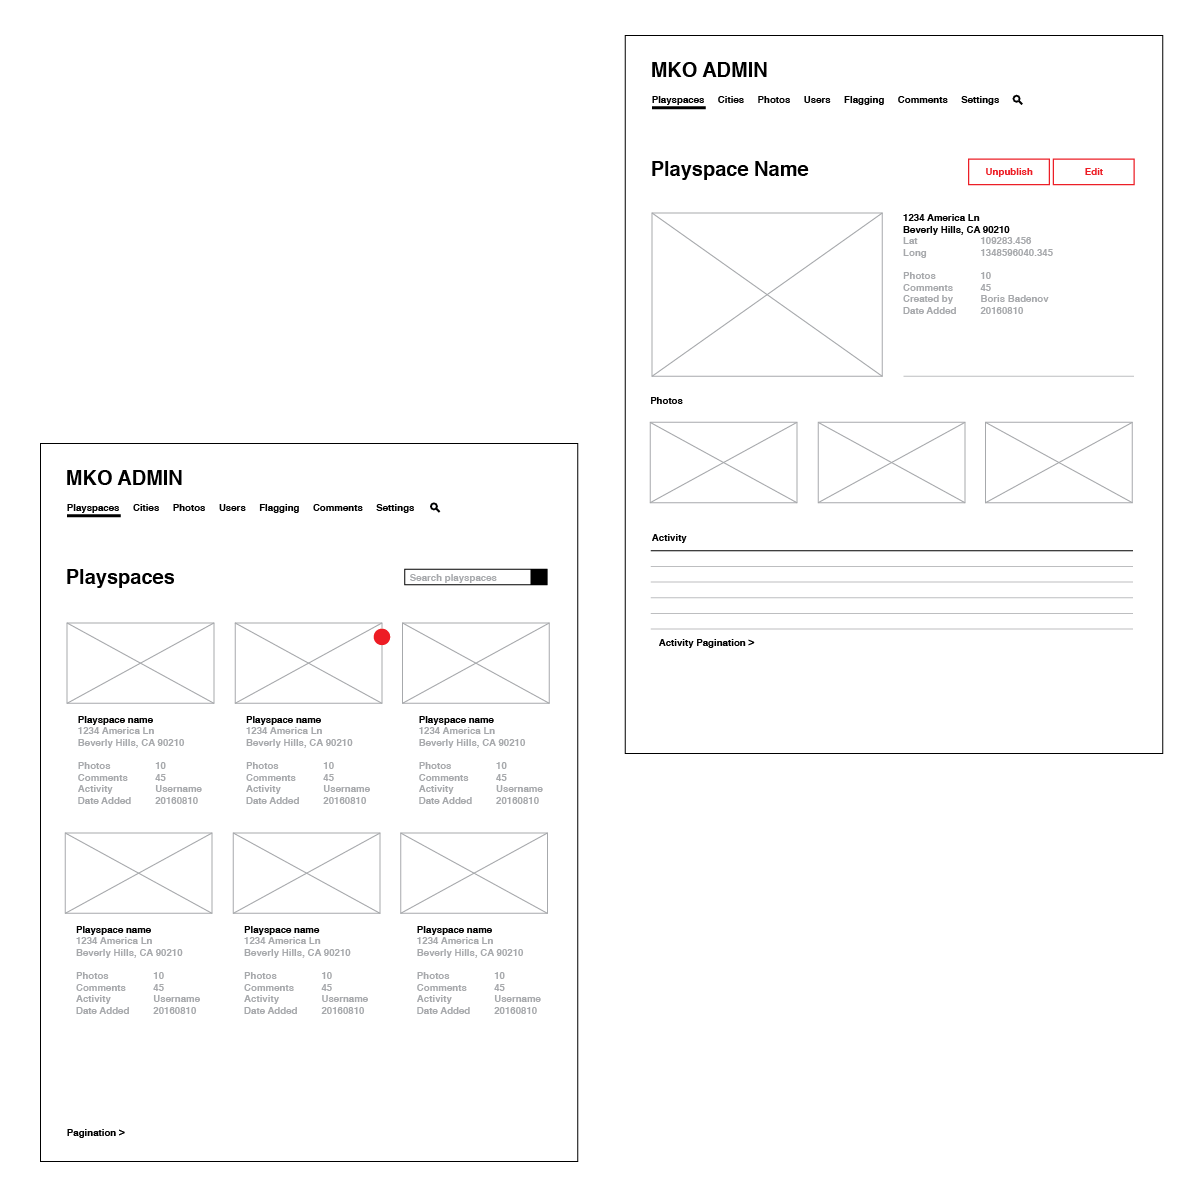 MKO ADMIN
Playspaces Cities Photos Users Flagging Comments Settings
Playspaces
Search playspaces
Playspace name Playspace name Playspace name
1234 America Ln 1234 America Ln 1234 America Ln
Beverly Hills, CA 90210 Beverly Hills, CA 90210 Beverly Hills, CA 90210
Photos 10 Photos 10 Photos 10
Comments 45 Comments 45 Comments 45
Activity Username Activity Username Activity Username
Date Added 20160810 Date Added 20160810 Date Added 20160810
Playspace name Playspace name Playspace name
1234 America Ln 1234 America Ln 1234 America Ln
Beverly Hills, CA 90210 Beverly Hills, CA 90210 Beverly Hills, CA 90210
Photos 10 Photos 10 Photos 10
Comments 45 Comments 45 Comments 45
Activity Username Activity Username Activity Username
Date Added 20160810 Date Added 20160810 Date Added 20160810
Pagination >
MKO ADMIN
Playspaces Cities Photos Users Flagging Comments Settings
Playspace Name
Unpublish Edit
1234 America Ln
Beverly Hills, CA 90210
Lat 109283.456
Long 1348596040.345
Photos 10
Comments 45
Created by Boris Badenov
Date Added 20160810
Photos
Activity
Activity Pagination >